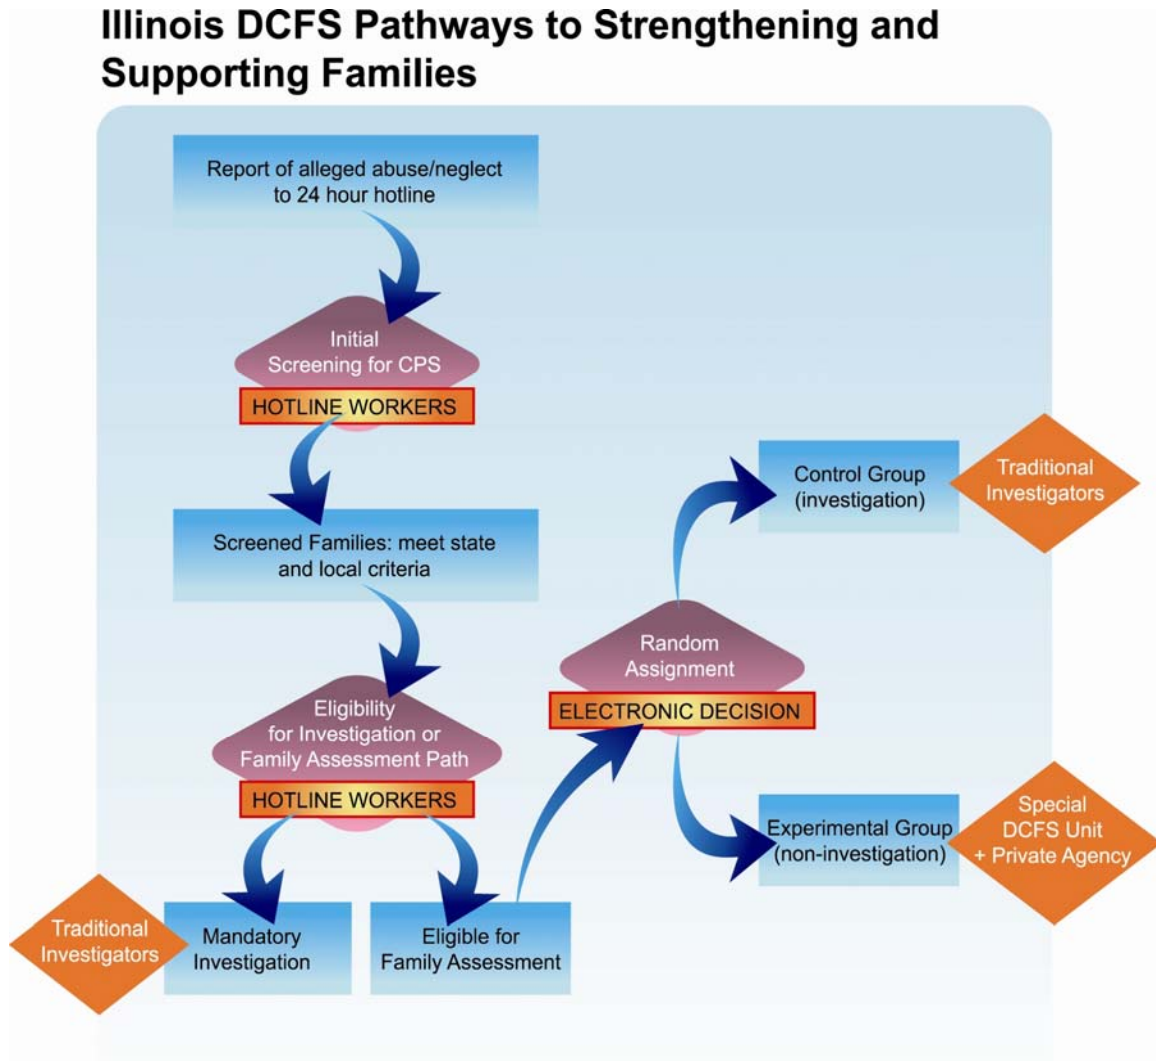 Illinois DCFS Pathways to Strengthening and
Supporting Families
Report of alleged abuse/neglect
to 24 hour hotline
Initial
Screening for CPS
HOTLINE WORKERS
Screened Families: meet state
and local criteria
Eligibility
for Investigation or
Family Assessment Path
HOTLINE WORKERS
Traditional
Investigators
Mandatory
Investigation
Eligible for
Family Assessment
Random
Assignment
ELECTRONIC DECISION
Control Group
(investigation)
Traditional
Investigators
Experimental Group
(non-investigation)
Special
DCFS Unit
+ Private Agency